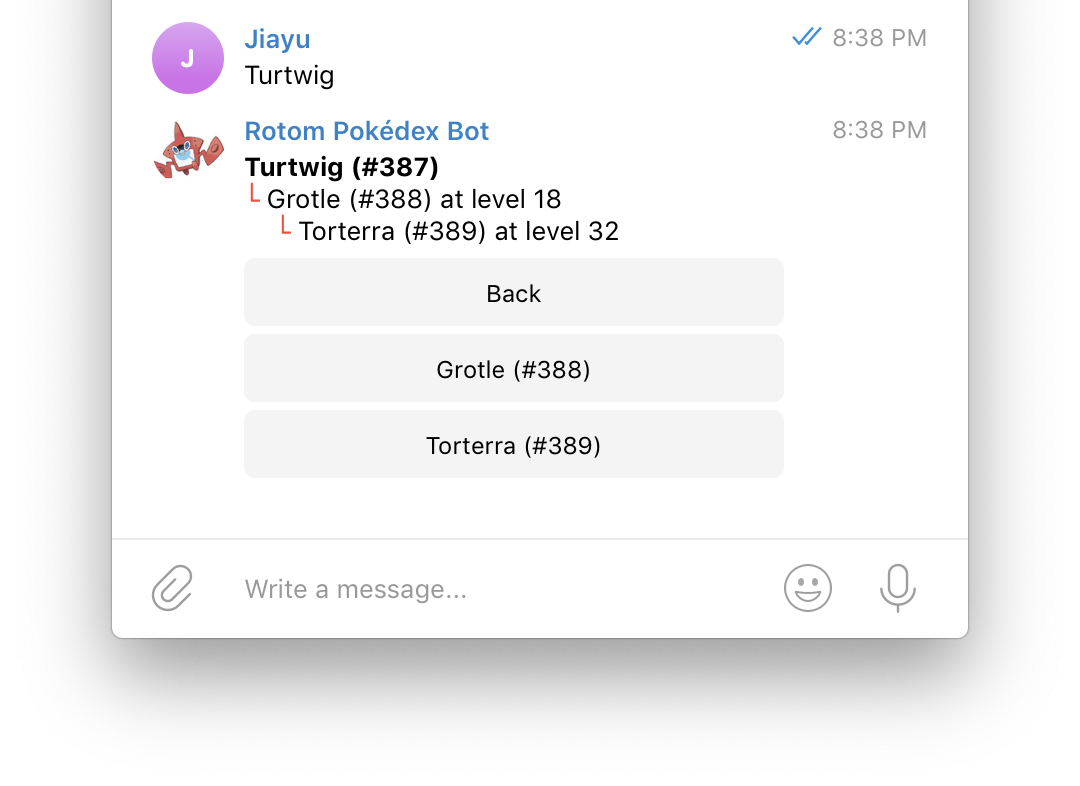 J
Jiayu
8:38 PM
Turtwig
Rotom Pokédex Bot
8:38 PM
Turtwig (#387)
└ Grotle (#388) at level 18
└ Torterra (#389) at level 32
Back
Grotle (#388)
Torterra (#389)
Write a message...